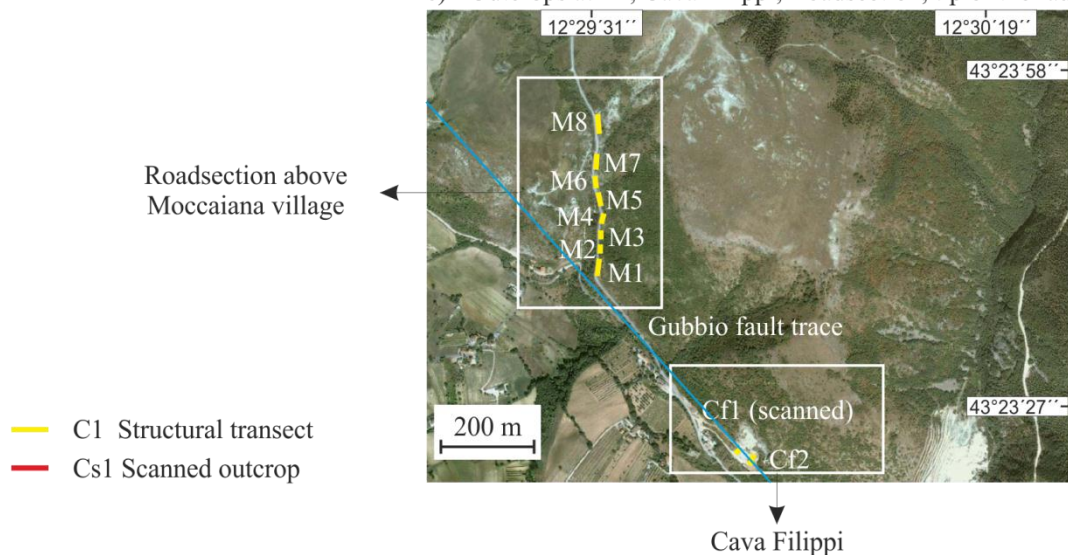 12°29´31´´
12°30´19´´
43°23´58´´
M8
M7
M6
M5
M4
M3
M2
M1
Roadsection above
Moccaiana village
Gubbio fault trace
Cf1 (scanned)
43°23´27´´
200 m
C1 Structural transect
Cs1 Scanned outcrop
Cf2
Cava Filippi